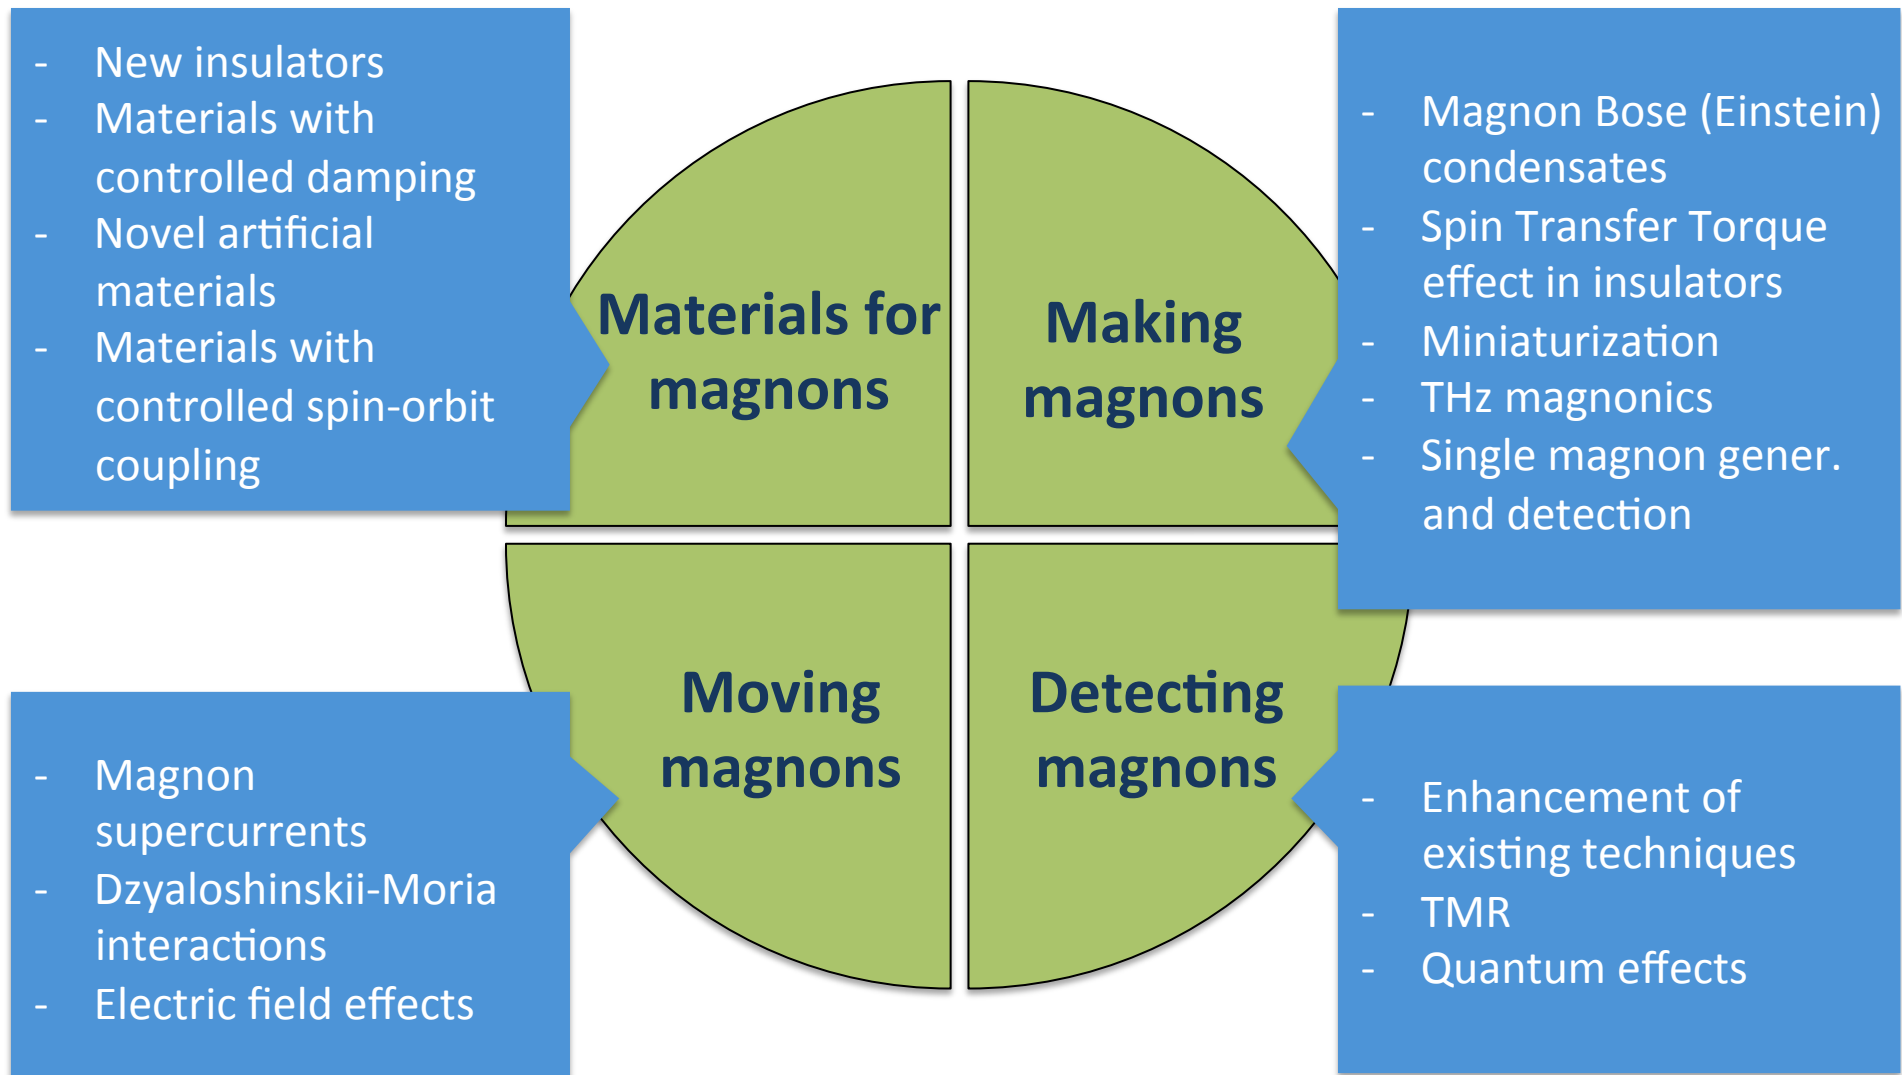 - New insulators
- Materials with
controlled damping
- Novel artificial
materials
- Materials with
controlled spin-orbit
coupling
Materials for
magnons
Making
magnons
- Magnon Bose (Einstein)
condensates
- Spin Transfer Torque
effect in insulators
- Miniaturization
- THz magnonics
- Single magnon gener.
and detection
- Magnon
supercurrents
- Dzyaloshinskii-Moria
interactions
- Electric field effects
Moving
magnons
Detecting
magnons
- Enhancement of
existing techniques
- TMR
- Quantum effects